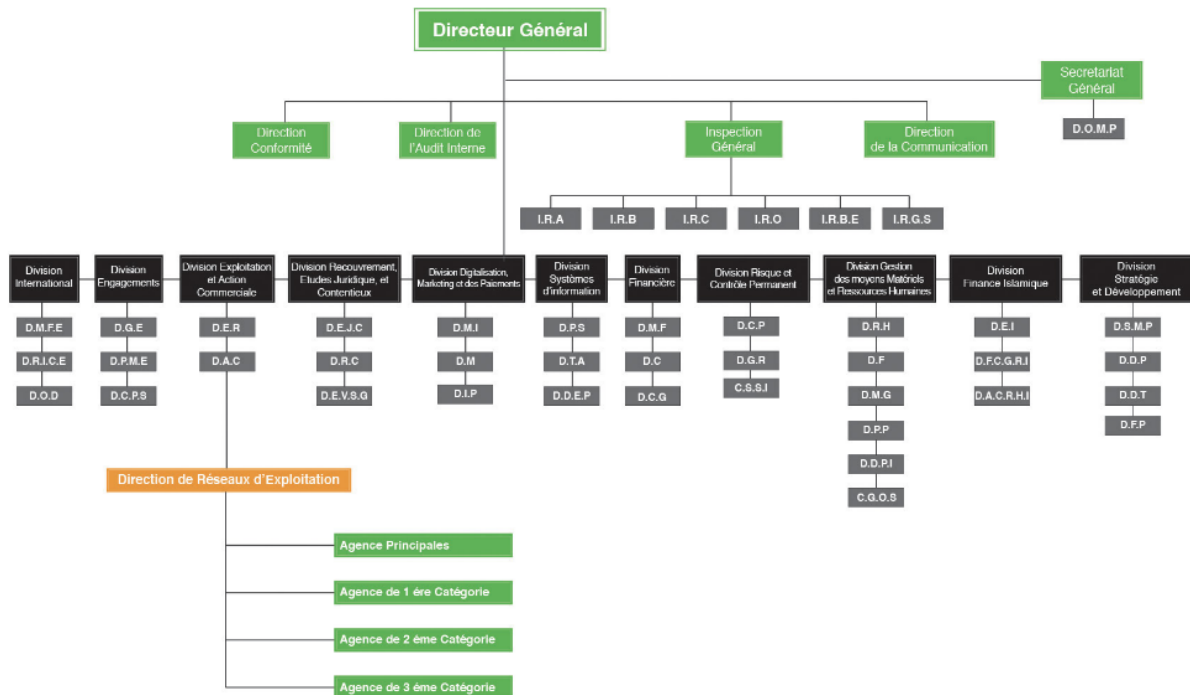 Directeur Général
Secretariat
Général
D.O.M.P
Direction
Conformité
Direction de
l'Audit Interne
Inspection
Général
Direction
de la Communication
I.R.A
I.R.B
I.R.C
I.R.O
I.R.B.E
I.R.G.S
Division
International
Division
Engagements
Division Exploitation
et Action
Commerciale
Division Recouvrement,
Etudes Juridique, et
Contentieux
Division Digitalisation,
Marketing et des Paiements
Division
Systèmes
d'information
Division
Financière
Division Risque et
Contrôle Permanent
Division Gestion
des moyens Matériels
et Ressources Humaines
Division
Finance Islamique
Division
Stratégie
et Développement
D.M.F.E
D.R.I.C.E
D.O.D
D.G.E
D.P.M.E
D.C.P.S
D.E.R
D.A.C
D.E.J.C
D.R.C
D.E.V.S.G
D.M.I
D.M
D.I.P
D.P.S
D.T.A
D.D.E.P
D.M.F
D.C
D.C.G
D.C.P
D.G.R
C.S.S.I
D.R.H
D.F
D.M.G
D.P.P
D.D.P.I
C.G.O.S
D.E.I
D.F.C.G.R.I
D.A.C.R.H.I
D.S.M.P
D.D.P
D.D.T
D.F.P
Direction de Réseaux d'Exploitation
Agence Principales
Agence de 1 ére Catégorie
Agence de 2 éme Catégorie
Agence de 3 éme Catégorie